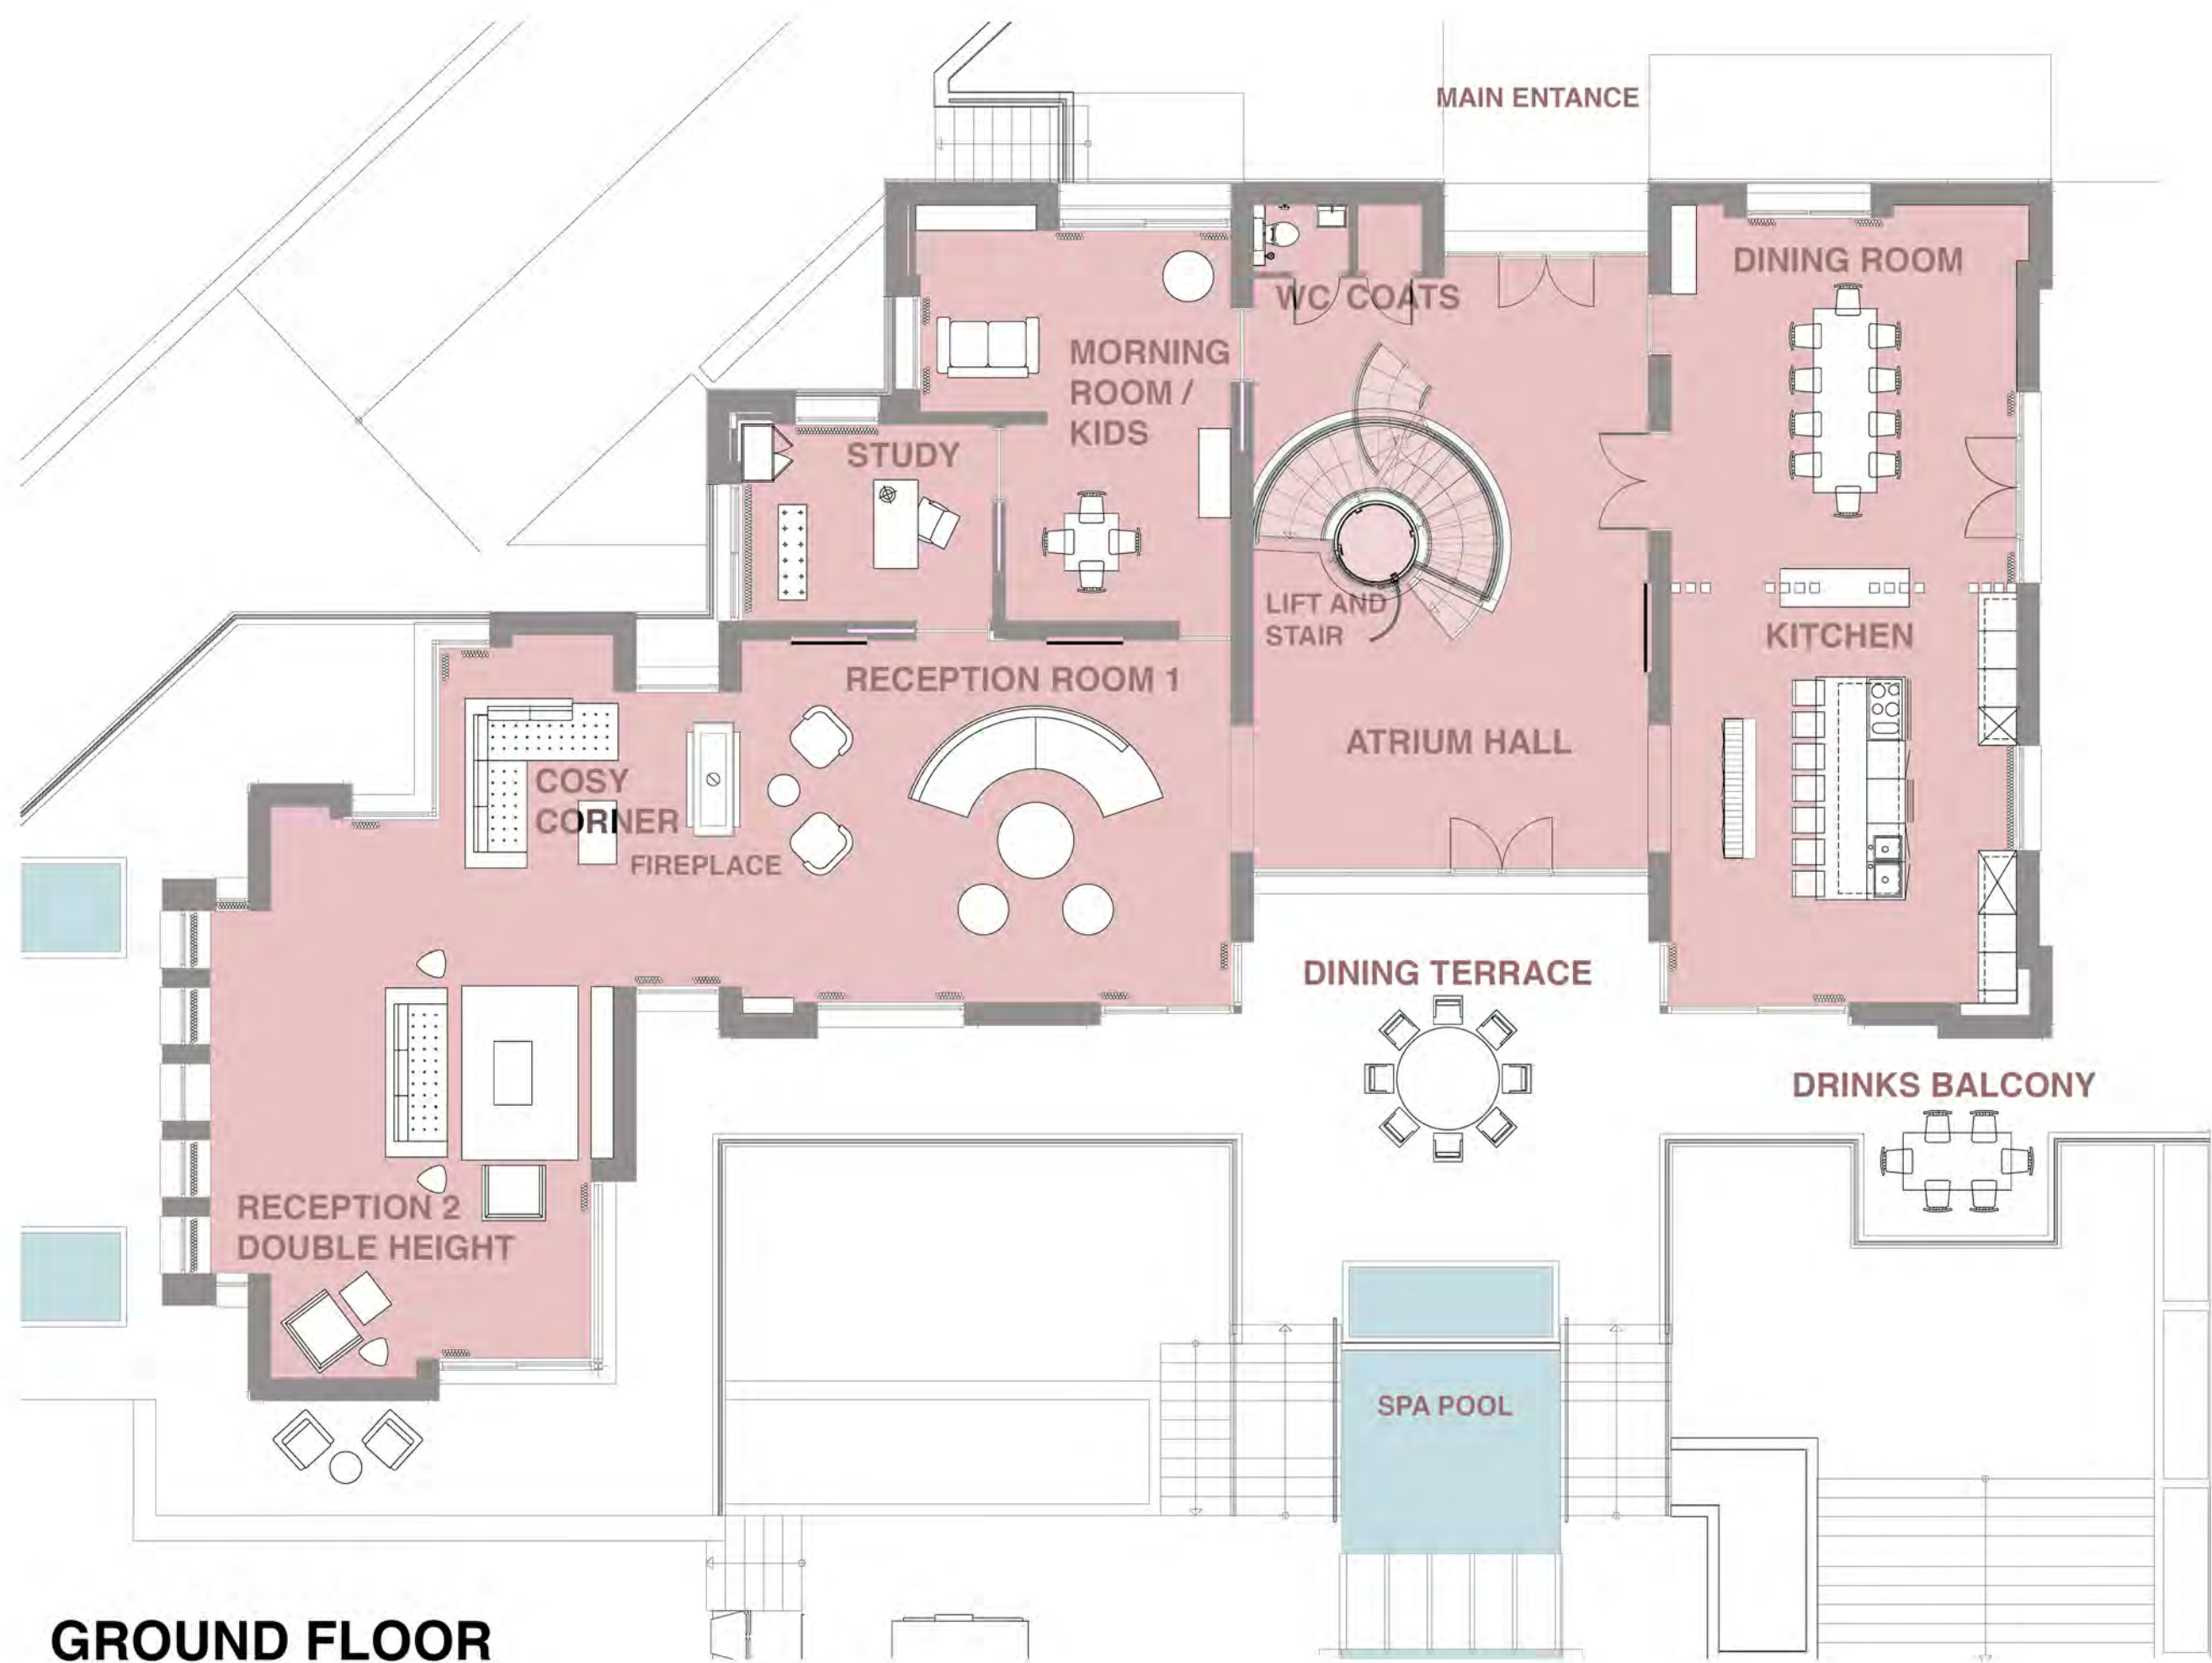 MAIN ENTANCE
DINING ROOM
WC COATS
MORNING
ROOM /
KIDS
STUDY
LIFT AND
STAIR
KITCHEN
RECEPTION ROOM 1
ATRIUM HALL
COSY
CORNER
FIREPLACE
DINING TERRACE
DRINKS BALCONY
RECEPTION 2
DOUBLE HEIGHT
SPA POOL
GROUND FLOOR